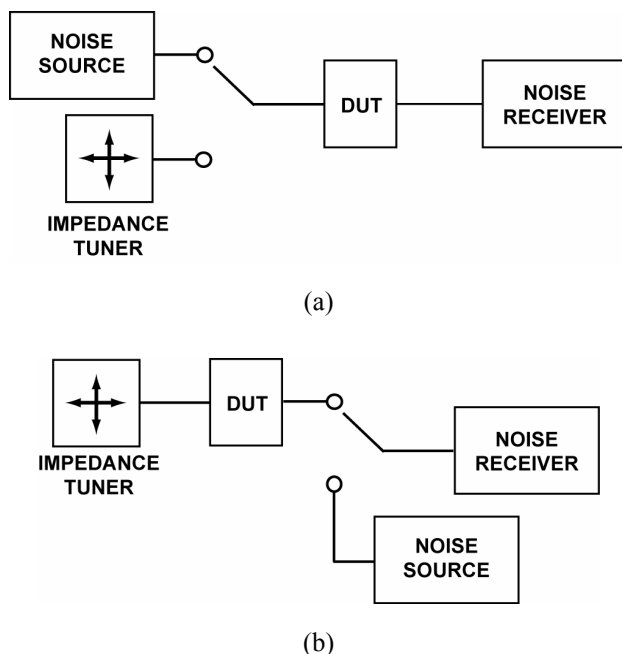 NOISE
SOURCE
DUT
NOISE
RECEIVER
IMPEDANCE
TUNER
(a)
DUT
IMPEDANCE
TUNER
NOISE
RECEIVER
NOISE
SOURCE
(b)